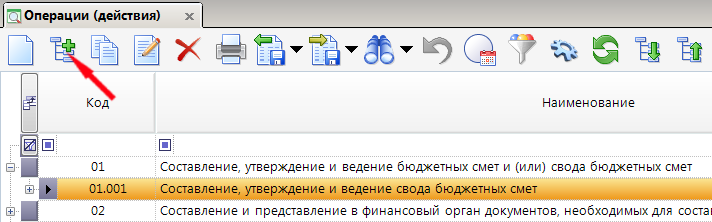 Операции (действия)
Код Наименование
01 Составление, утверждение и ведение бюджетных смет и (или) свода бюджетных смет
01.001 Составление, утверждение и ведение свода бюджетных смет
02 Составление и представление в финансовый орган документов, необходимых для